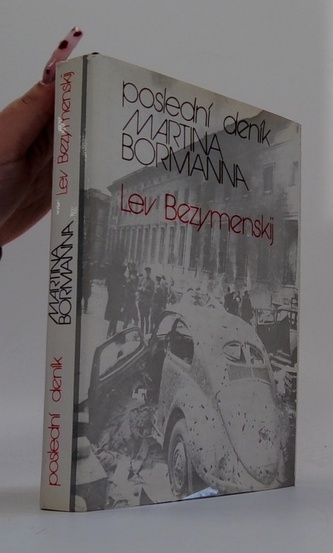 poslední deník
MARTINA
BORMANNA
Lev Bezymenskij
poslední deník MARTINA BORMANNA Lev Bezymenskij